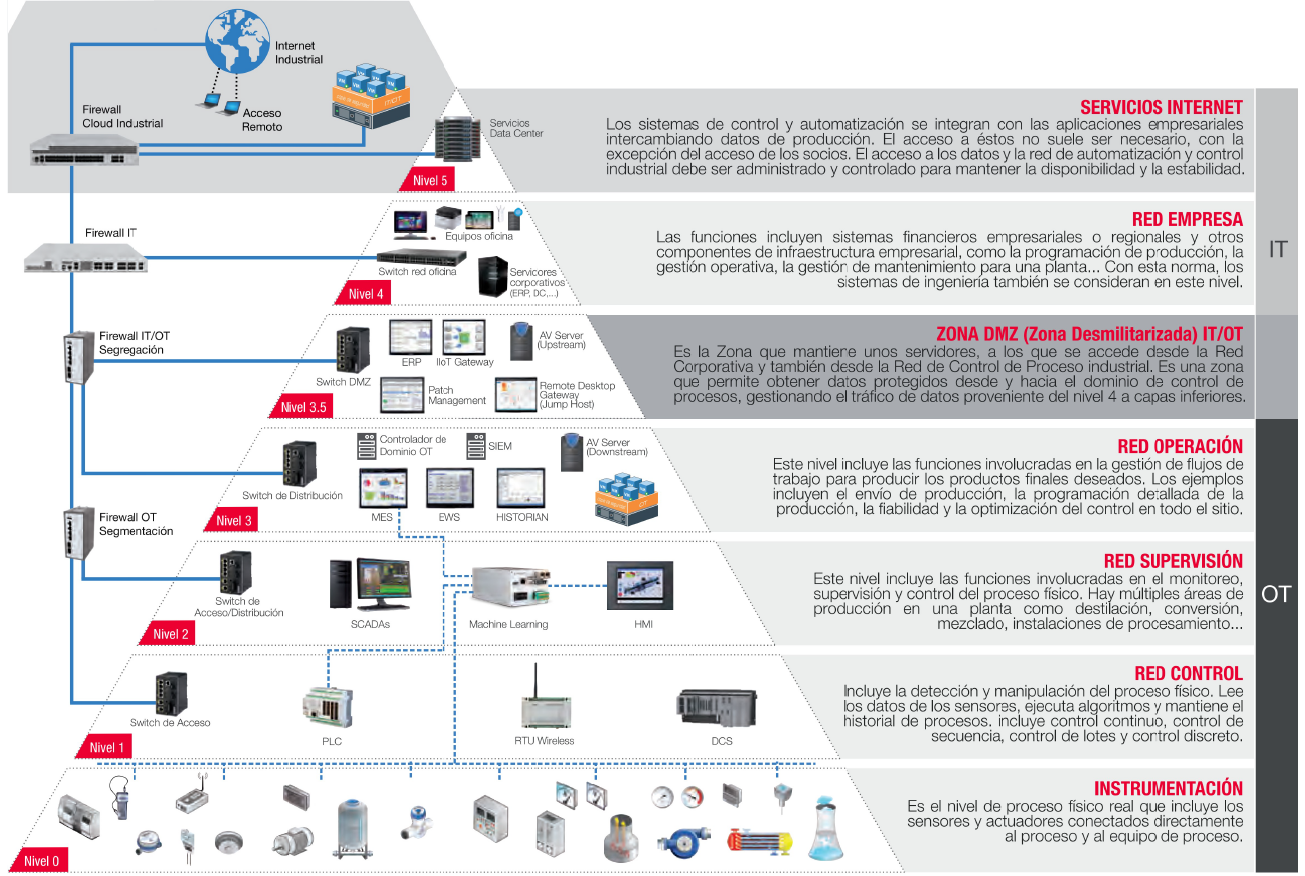 Internet
Industrial
Firewall
Cloud Industrial
Acceso
Remoto
VM
VM
VM
VM
VM
VM
IT/OT
Servicios
Data Center
Nivel 5
SERVICIOS INTERNET
Los sistemas de control y automatización se integran con las aplicaciones empresariales
intercambiando datos de producción. El acceso a éstos no suele ser necesario, con la
excepción del acceso de los socios. El acceso a los datos y la red de automatización y control
industrial debe ser administrado y controlado para mantener la disponibilidad y la estabilidad.
IT
Firewall IT
Equipos oficina
Switch red oficina
Servicores
corporativos
(ERP, DC,...)
Nivel 4
RED EMPRESA
Las funciones incluyen sistemas financieros empresariales o regionales y otros
componentes de infraestructura empresarial, como la programación de producción, la
gestión operativa, la gestión de mantenimiento para una planta... Con esta norma, los
sistemas de ingeniería también se consideran en este nivel.
Firewall IT/OT
Segregación
Switch DMZ
ERP
IIoT Gateway
AV Server
(Upstream)
Patch
Management
Remote Desktop
Gateway
(Jump Host)
Nivel 3.5
ZONA DMZ (Zona Desmilitarizada) IT/OT
Es la Zona que mantiene unos servidores, a los que se accede desde la Red
Corporativa y también desde la Red de Control de Proceso industrial. Es una zona
que permite obtener datos protegidos desde y hacia el dominio de control de
procesos, gestionando el tráfico de datos proveniente del nivel 4 a capas inferiores.
Controlador de
Dominio OT
SIEM
AV Server
(Downstream)
Switch de Distribución
MES
EWS
HISTORIAN
VM
VM
VM
VM
VM
VM
OT
Nivel 3
RED OPERACIÓN
Este nivel incluye las funciones involucradas en la gestión de flujos de
trabajo para producir los productos finales deseados. Los ejemplos
incluyen el envío de producción, la programación detallada de la
producción, la fiabilidad y la optimización del control en todo el sitio.
OT
Firewall OT
Segmentación
Switch de
Acceso/Distribución
SCADAs
Machine Learning
HMI
Nivel 2
RED SUPERVISIÓN
Este nivel incluye las funciones involucradas en el monitoreo,
supervisión y control del proceso físico. Hay múltiples áreas de
producción en una planta como destilación, conversión,
mezclado, instalaciones de procesamiento...
Switch de Acceso
PLC
RTU Wireless
DCS
Nivel 1
RED CONTROL
Incluye la detección y manipulación del proceso físico. Lee
los datos de los sensores, ejecuta algoritmos y mantiene el
historial de procesos. incluye control continuo, control de
secuencia, control de lotes y control discreto.
Nivel 0
INSTRUMENTACIÓN
Es el nivel de proceso físico real que incluye los
sensores y actuadores conectados directamente
al proceso y al equipo de proceso.